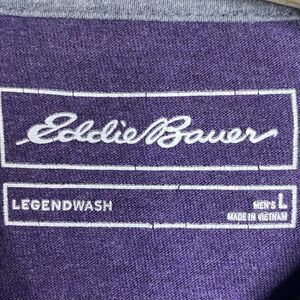 Eddie Bauer
LEGENDWASH
MEN'S L
MADE IN VIETNAM